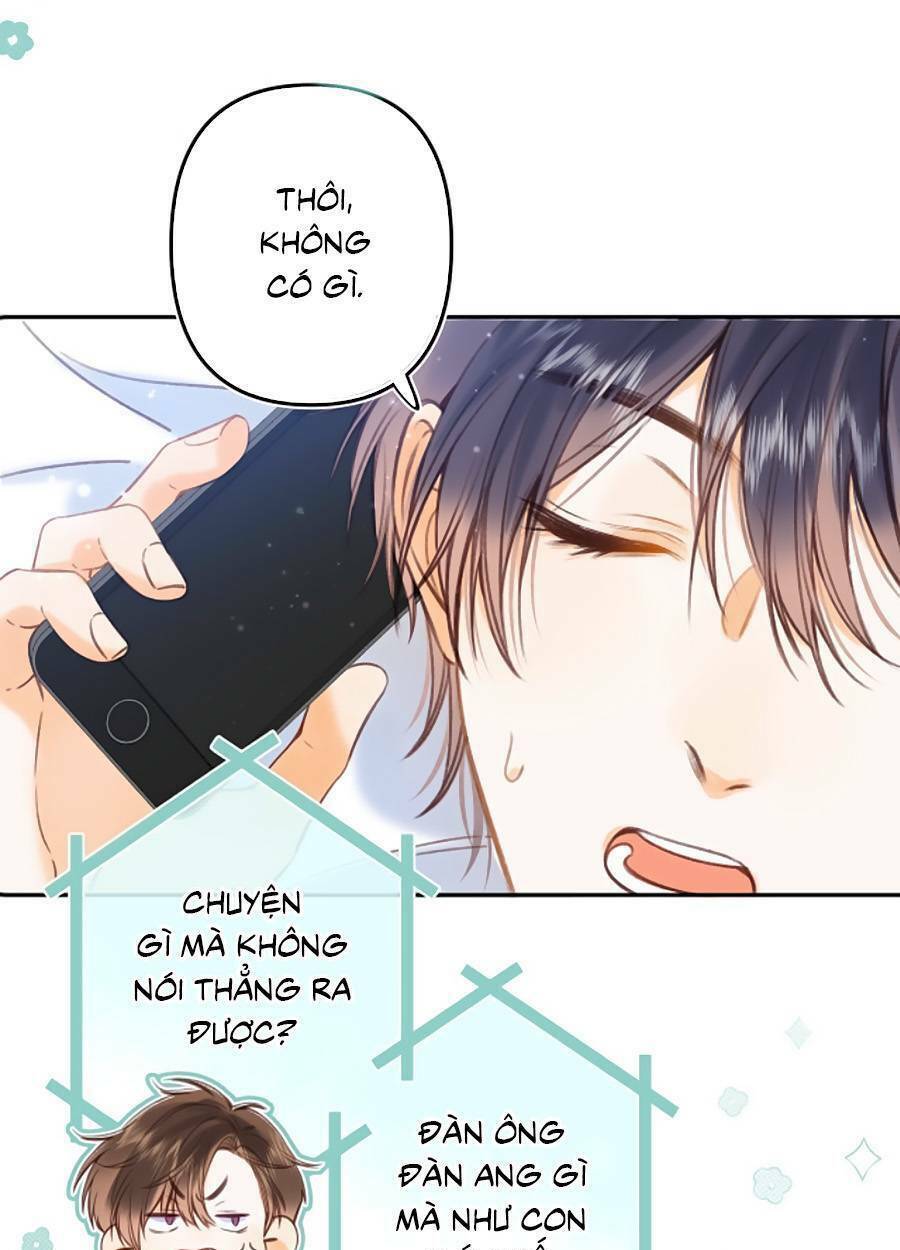 THÔI,
KHÔNG
CÓ GÌ.
CHUYỆN
GÌ MÀ KHÔNG
NÓI THẲNG RA
ĐƯỢC?
ĐÀN ÔNG
ĐÀN ANG GÌ
MÀ NHƯ CON